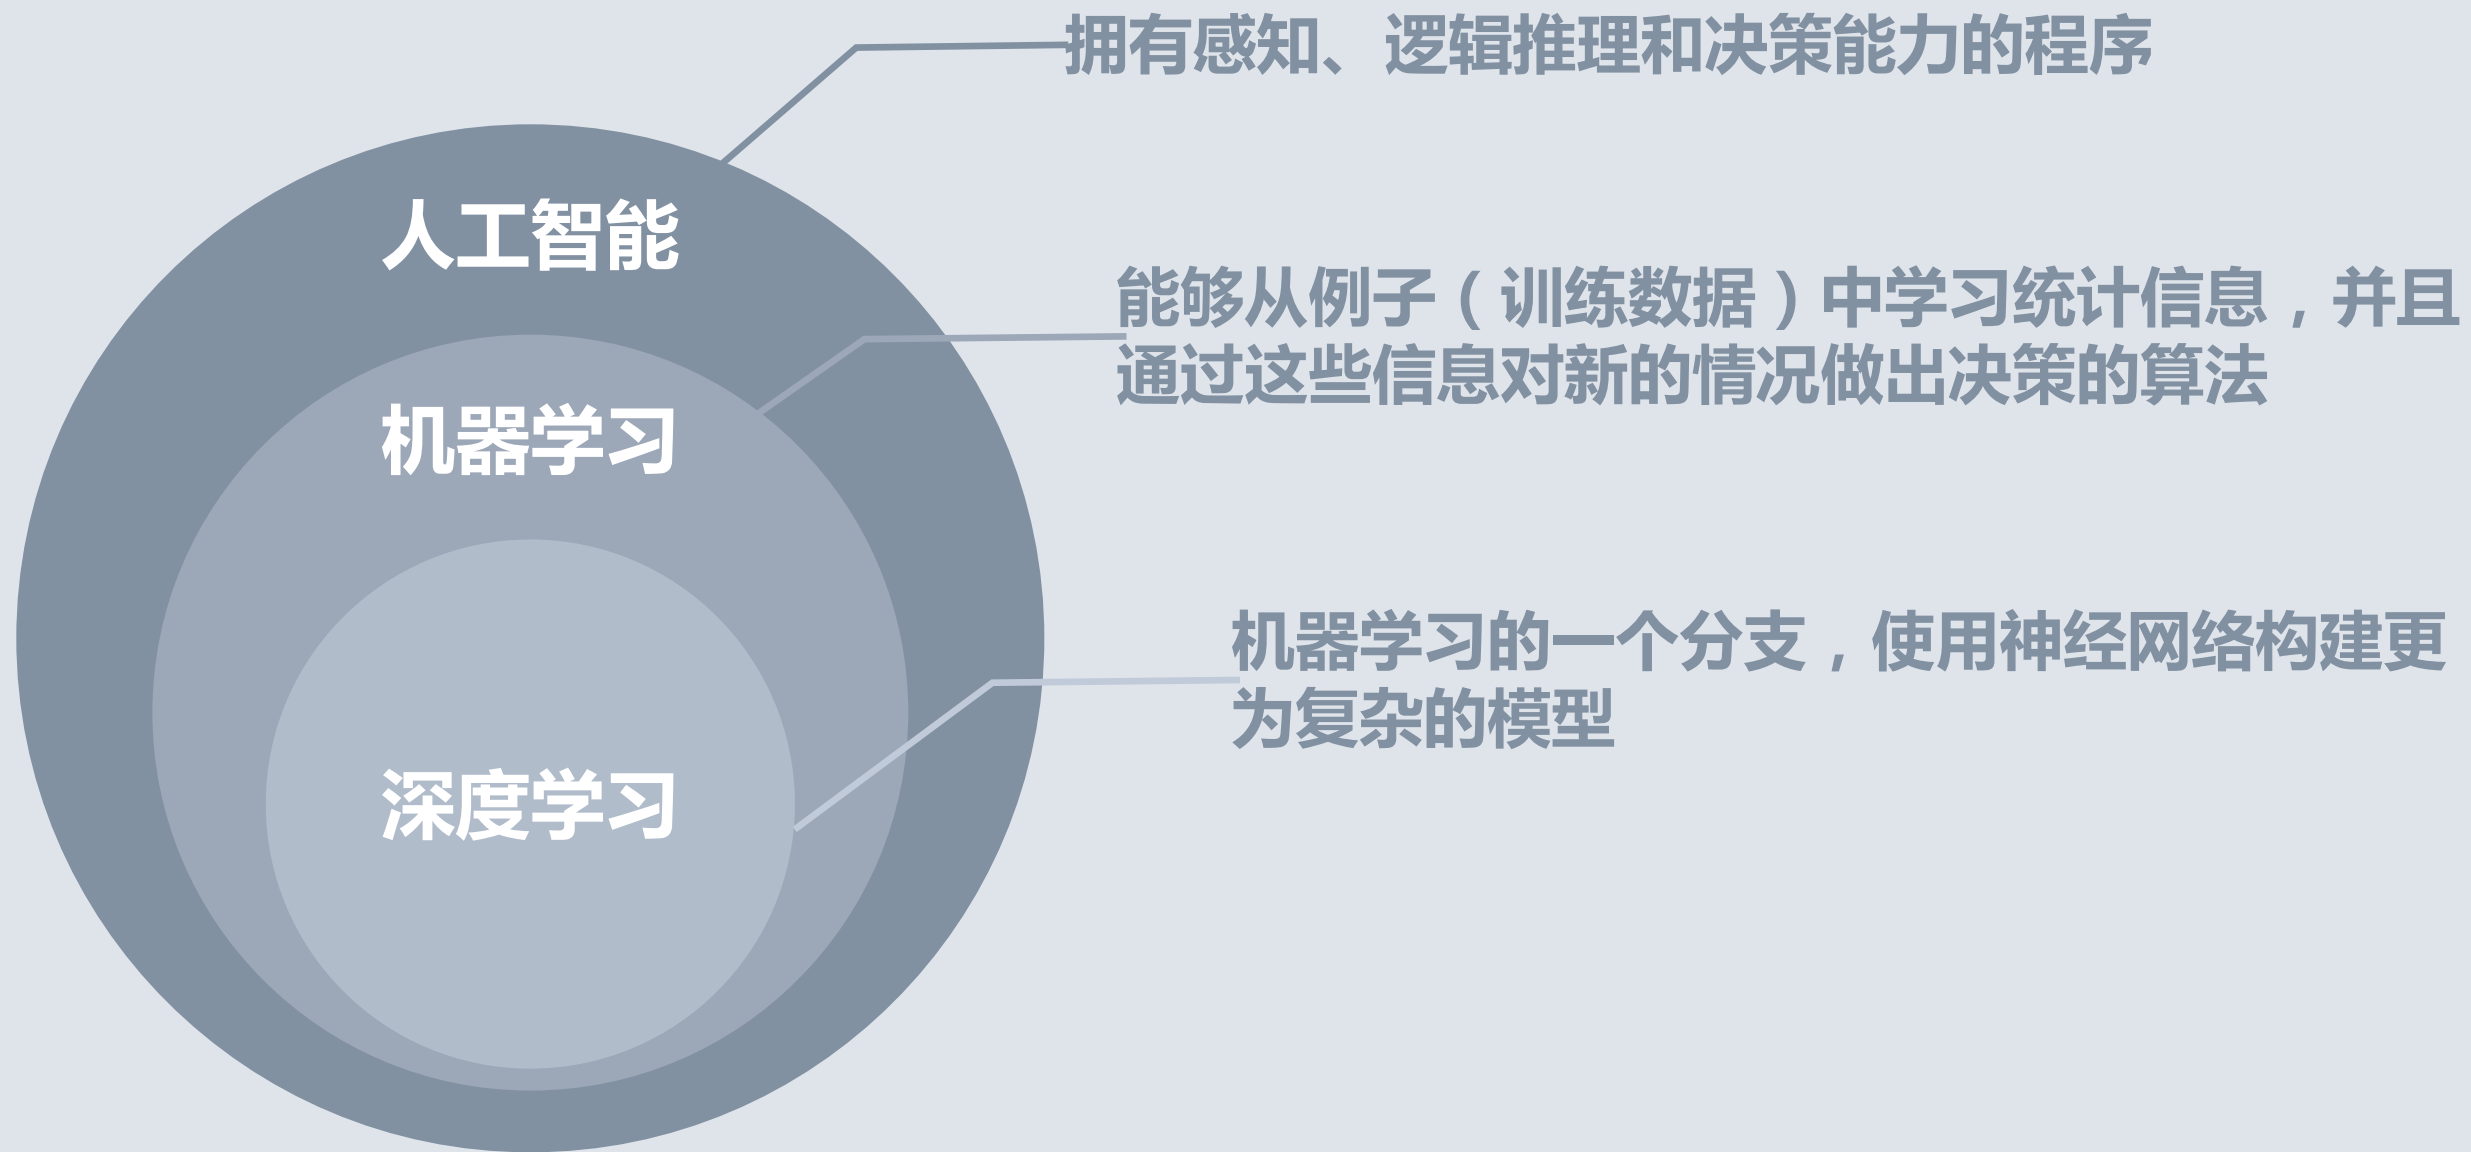 拥有感知、逻辑推理和决策能力的程序
人工智能
能够从例子（训练数据）中学习统计信息，并且
通过这些信息对新的情况做出决策的算法
机器学习
机器学习的一个分支，使用神经网络构建更
为复杂的模型
深度学习